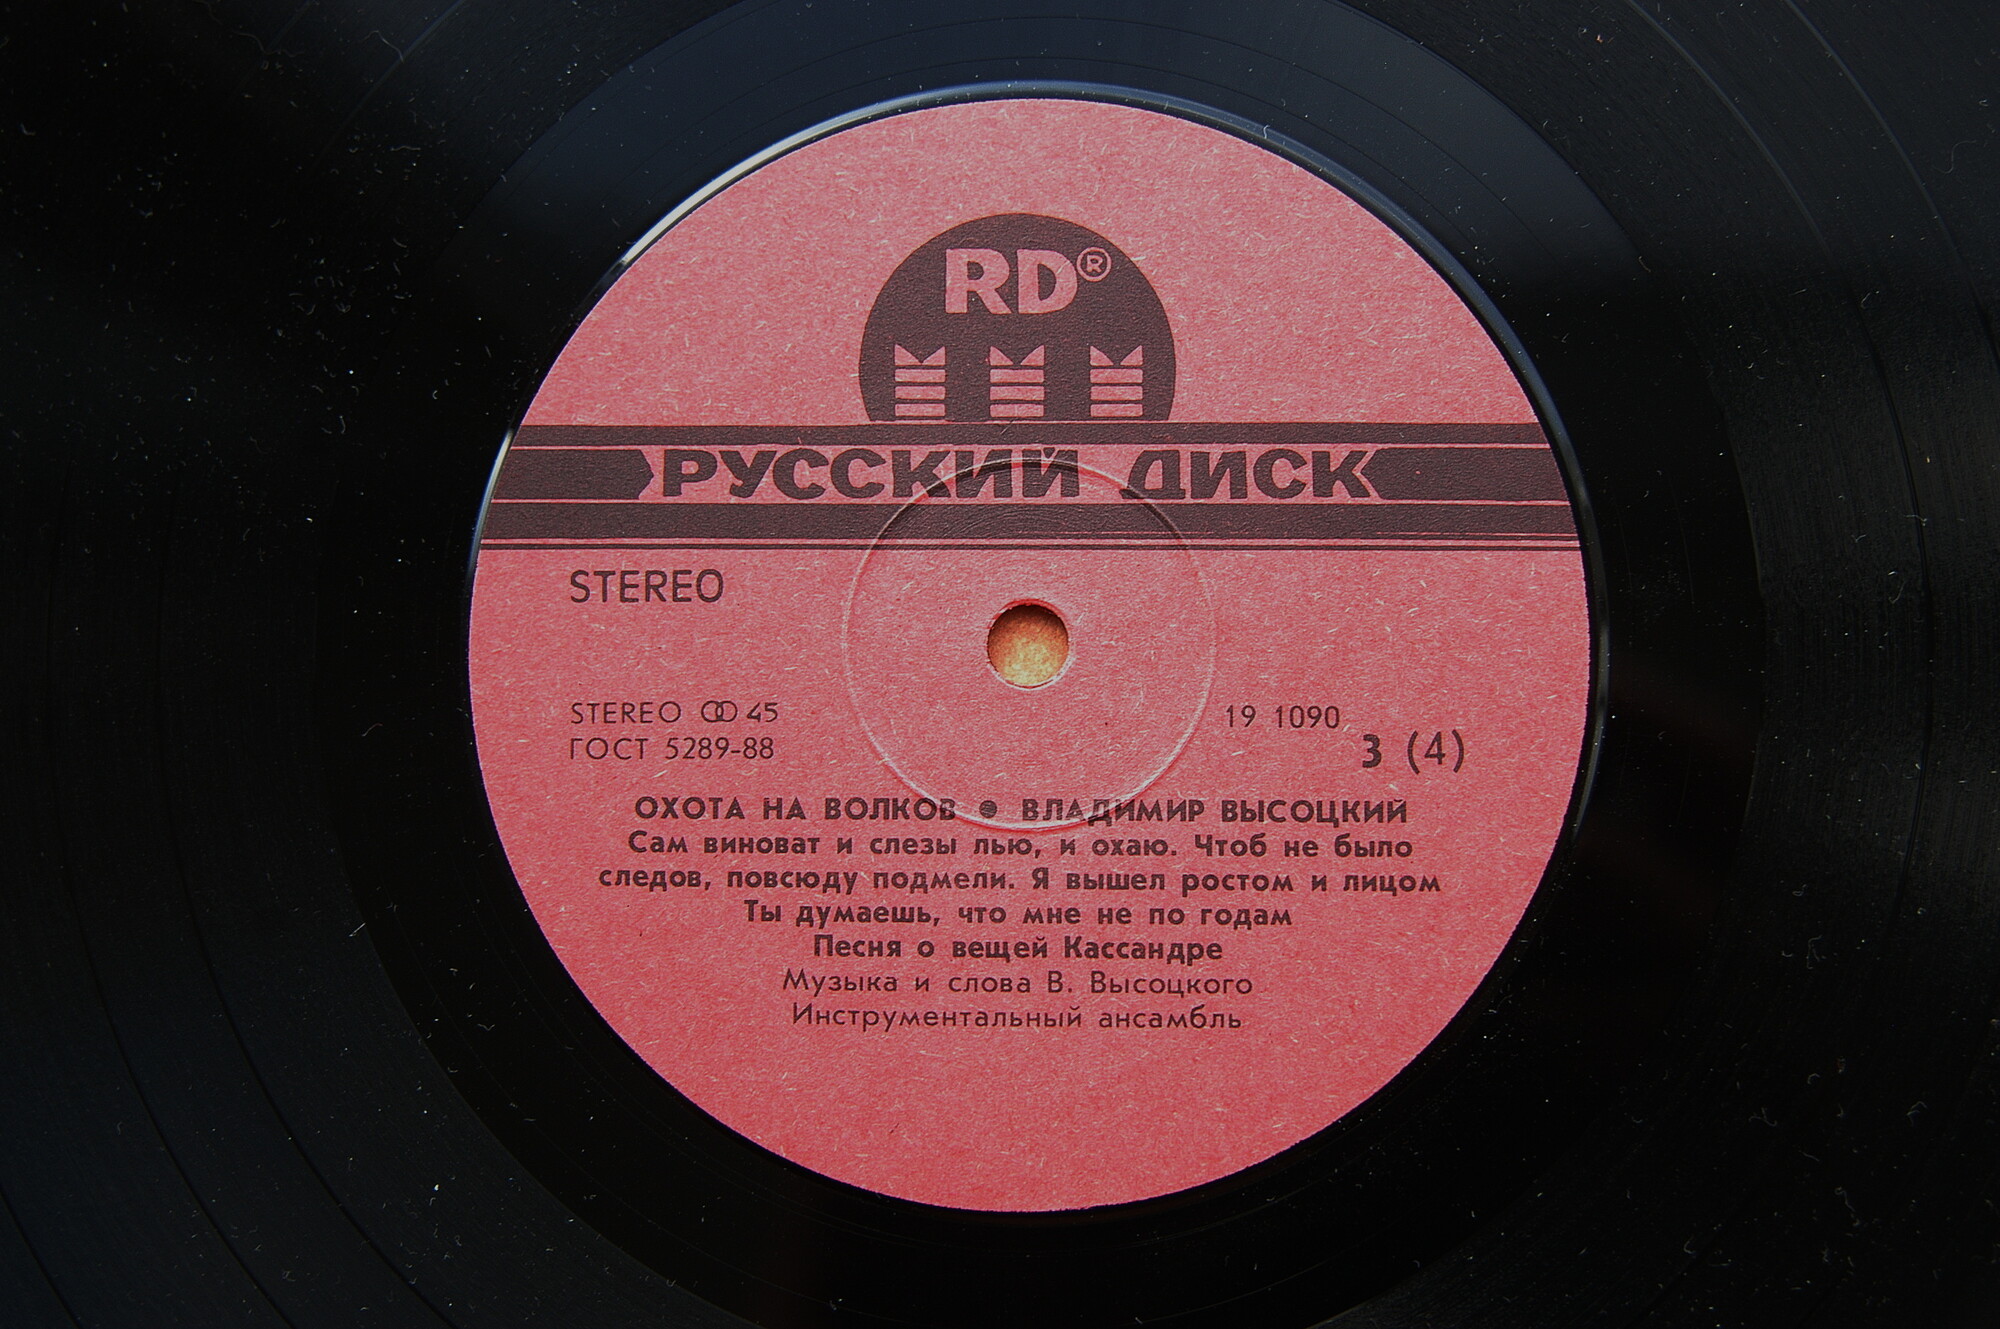 RD®
РУССКИЙ ДИСК
STEREO
STEREO ꝏ 45
ГОСТ 5289-88
19 1090
3 (4)
ОХОТА НА ВОЛКОВ ● ВЛАДИМИР ВЫСОЦКИЙ
Сам виноват и слезы лью, и охаю. Чтоб не было
следов, повсюду подмели. Я вышел ростом и лицом
Ты думаешь, что мне не по годам
Песня о вещей Кассандре
Музыка и слова В. Высоцкого
Инструментальный ансамбль